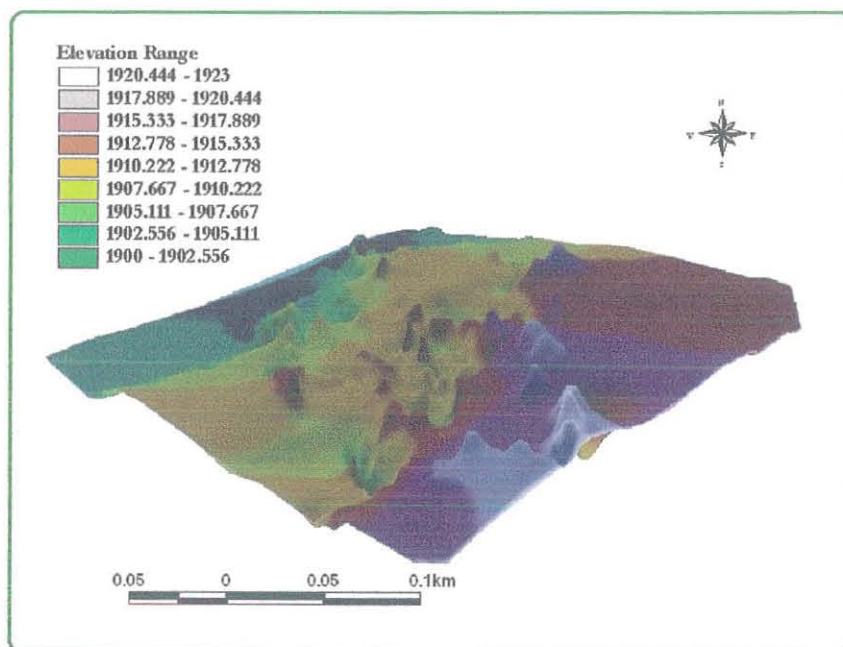 Elevation Range
1920.444 - 1923
1917.889 - 1920.444
1915.333 - 1917.889
1912.778 - 1915.333
1910.222 - 1912.778
1907.667 - 1910.222
1905.111 - 1907.667
1902.556 - 1905.111
1900 - 1902.556
0.05 0 0.05 0.1km